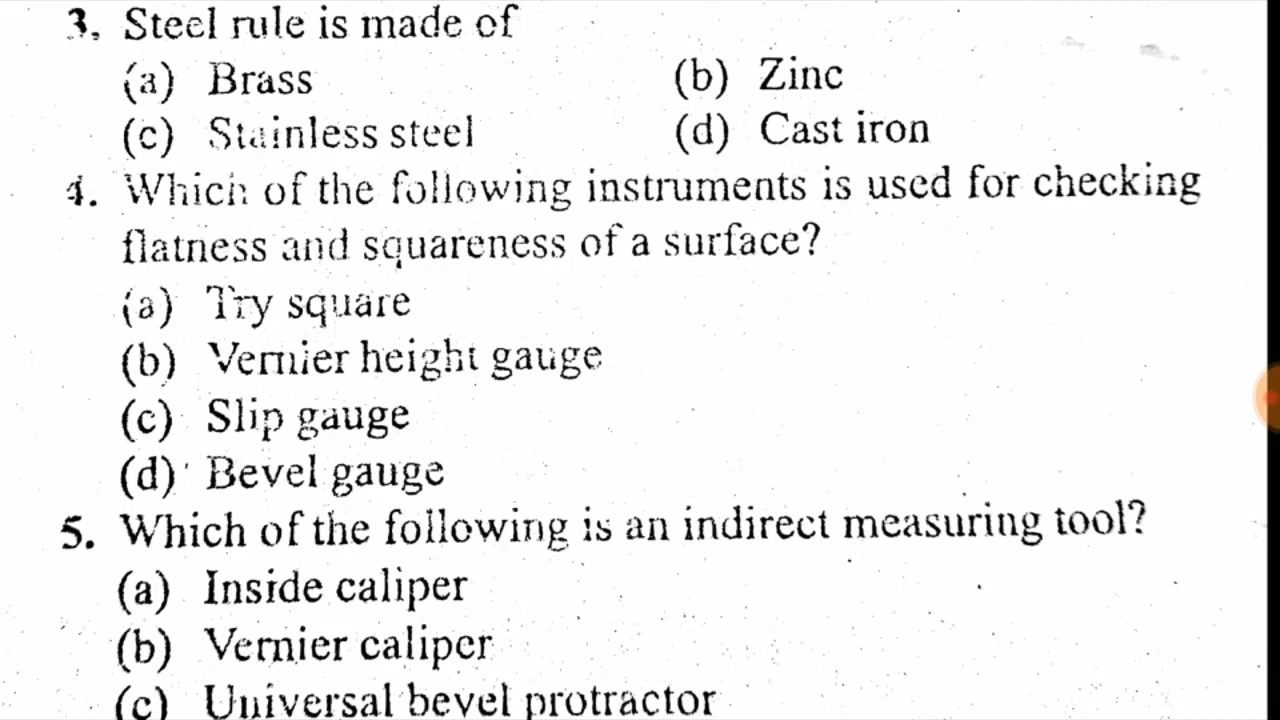 3. Steel rule is made of
(a) Brass (b) Zinc
(c) Stainless steel (d) Cast iron
4. Which of the following instruments is used for checking
flatness and squareness of a surface?
(a) Try square
(b) Vernier height gauge
(c) Slip gauge
(d) Bevel gauge
5. Which of the following is an indirect measuring tool?
(a) Inside caliper
(b) Vernier caliper
(c) Universal bevel protractor